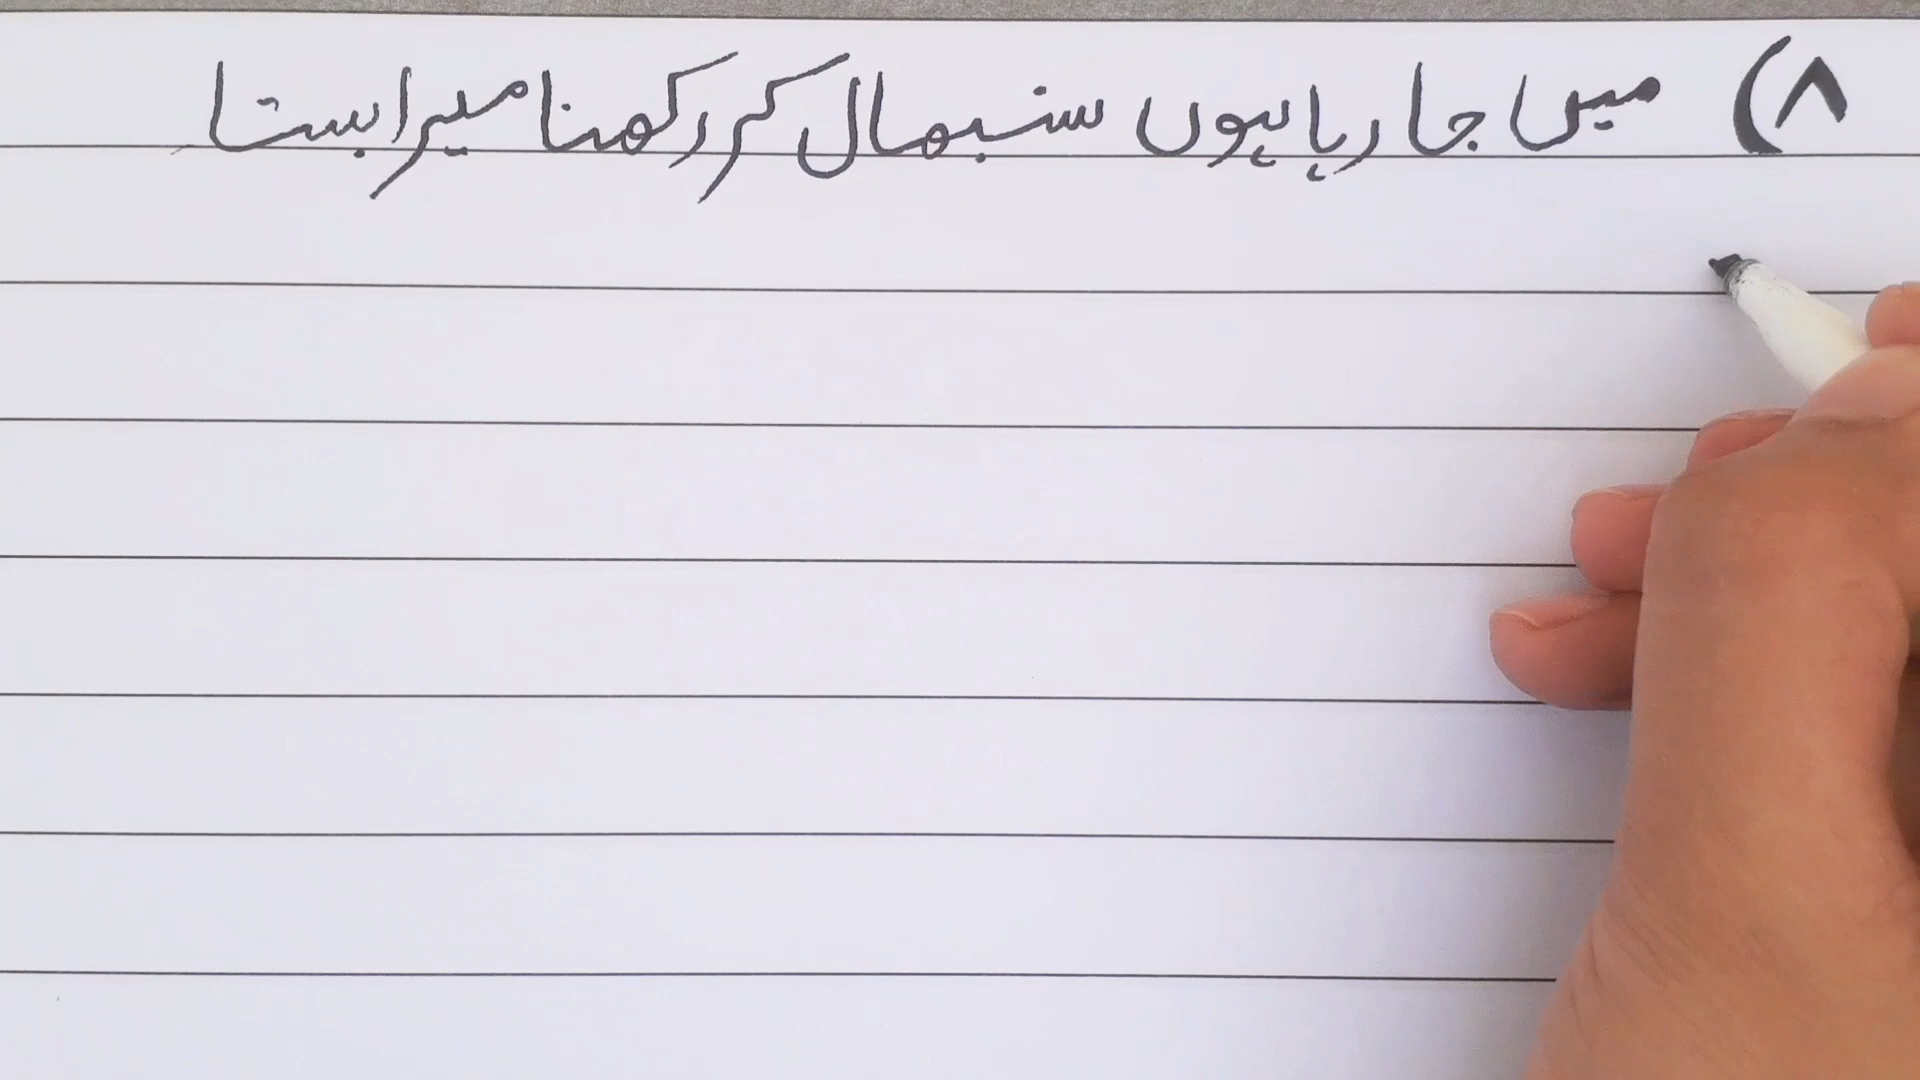 ۸) میں جا رہا ہوں سنبھال کر رکھنا میرا بستا